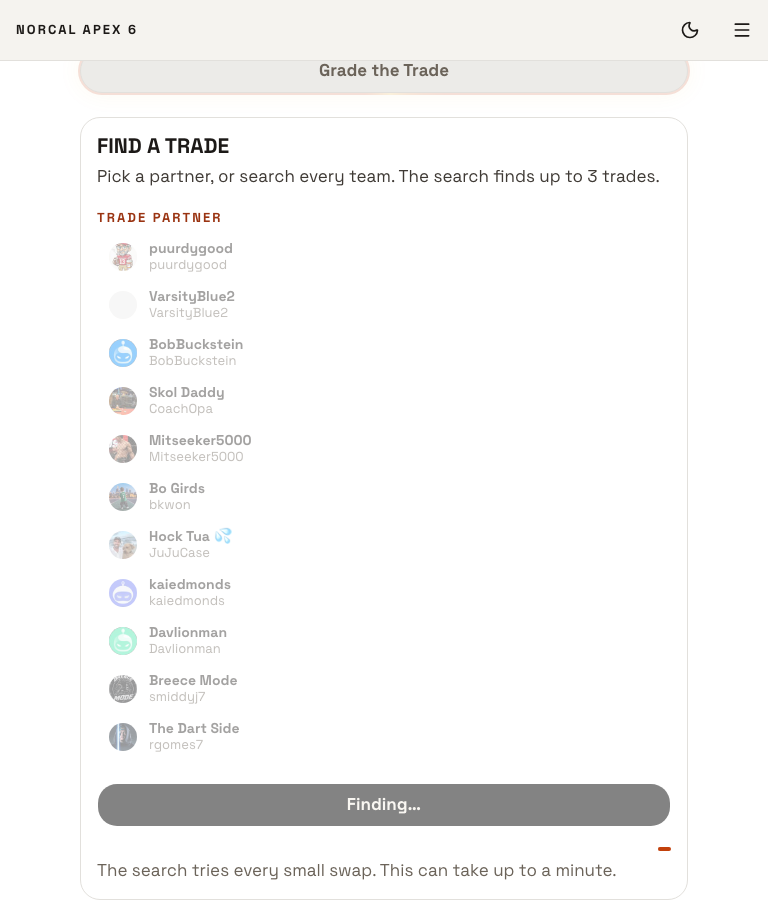 NORCAL APEX 6
Grade the Trade
FIND A TRADE
Pick a partner, or search every team. The search finds up to 3 trades.
TRADE PARTNER
puurdygood
puurdygood
VarsityBlue2
VarsityBlue2
BobBuckstein
BobBuckstein
Skol Daddy
CoachOpa
Mitseeker5000
Mitseeker5000
Bo Girds
bkwon
Hock Tua 💦
JuJuCase
kaiedmonds
kaiedmonds
Davlionman
Davlionman
Breece Mode
smiddyj7
The Dart Side
rgomes7
Finding...
The search tries every small swap. This can take up to a minute.